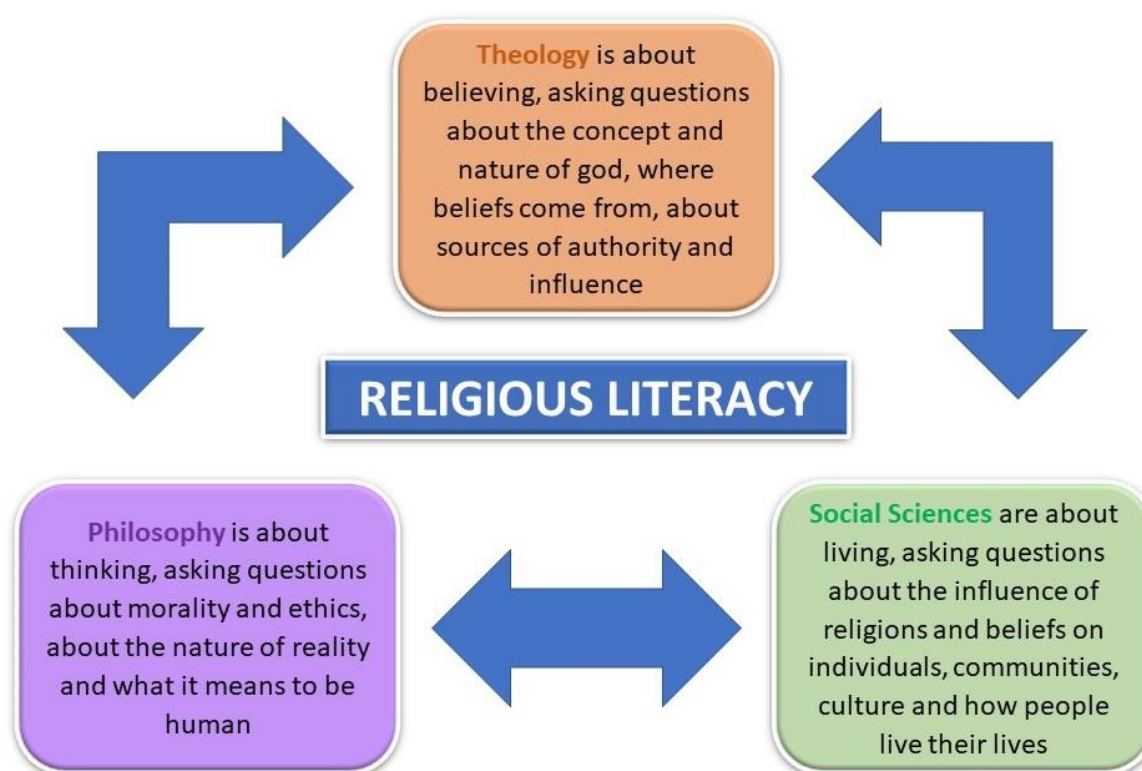 Theology is about
believing, asking questions
about the concept and
nature of god, where
beliefs come from, about
sources of authority and
influence
RELIGIOUS LITERACY
Philosophy is about
thinking, asking questions
about morality and ethics,
about the nature of reality
and what it means to be
human
Social Sciences are about
living, asking questions
about the influence of
religions and beliefs on
individuals, communities,
culture and how people
live their lives